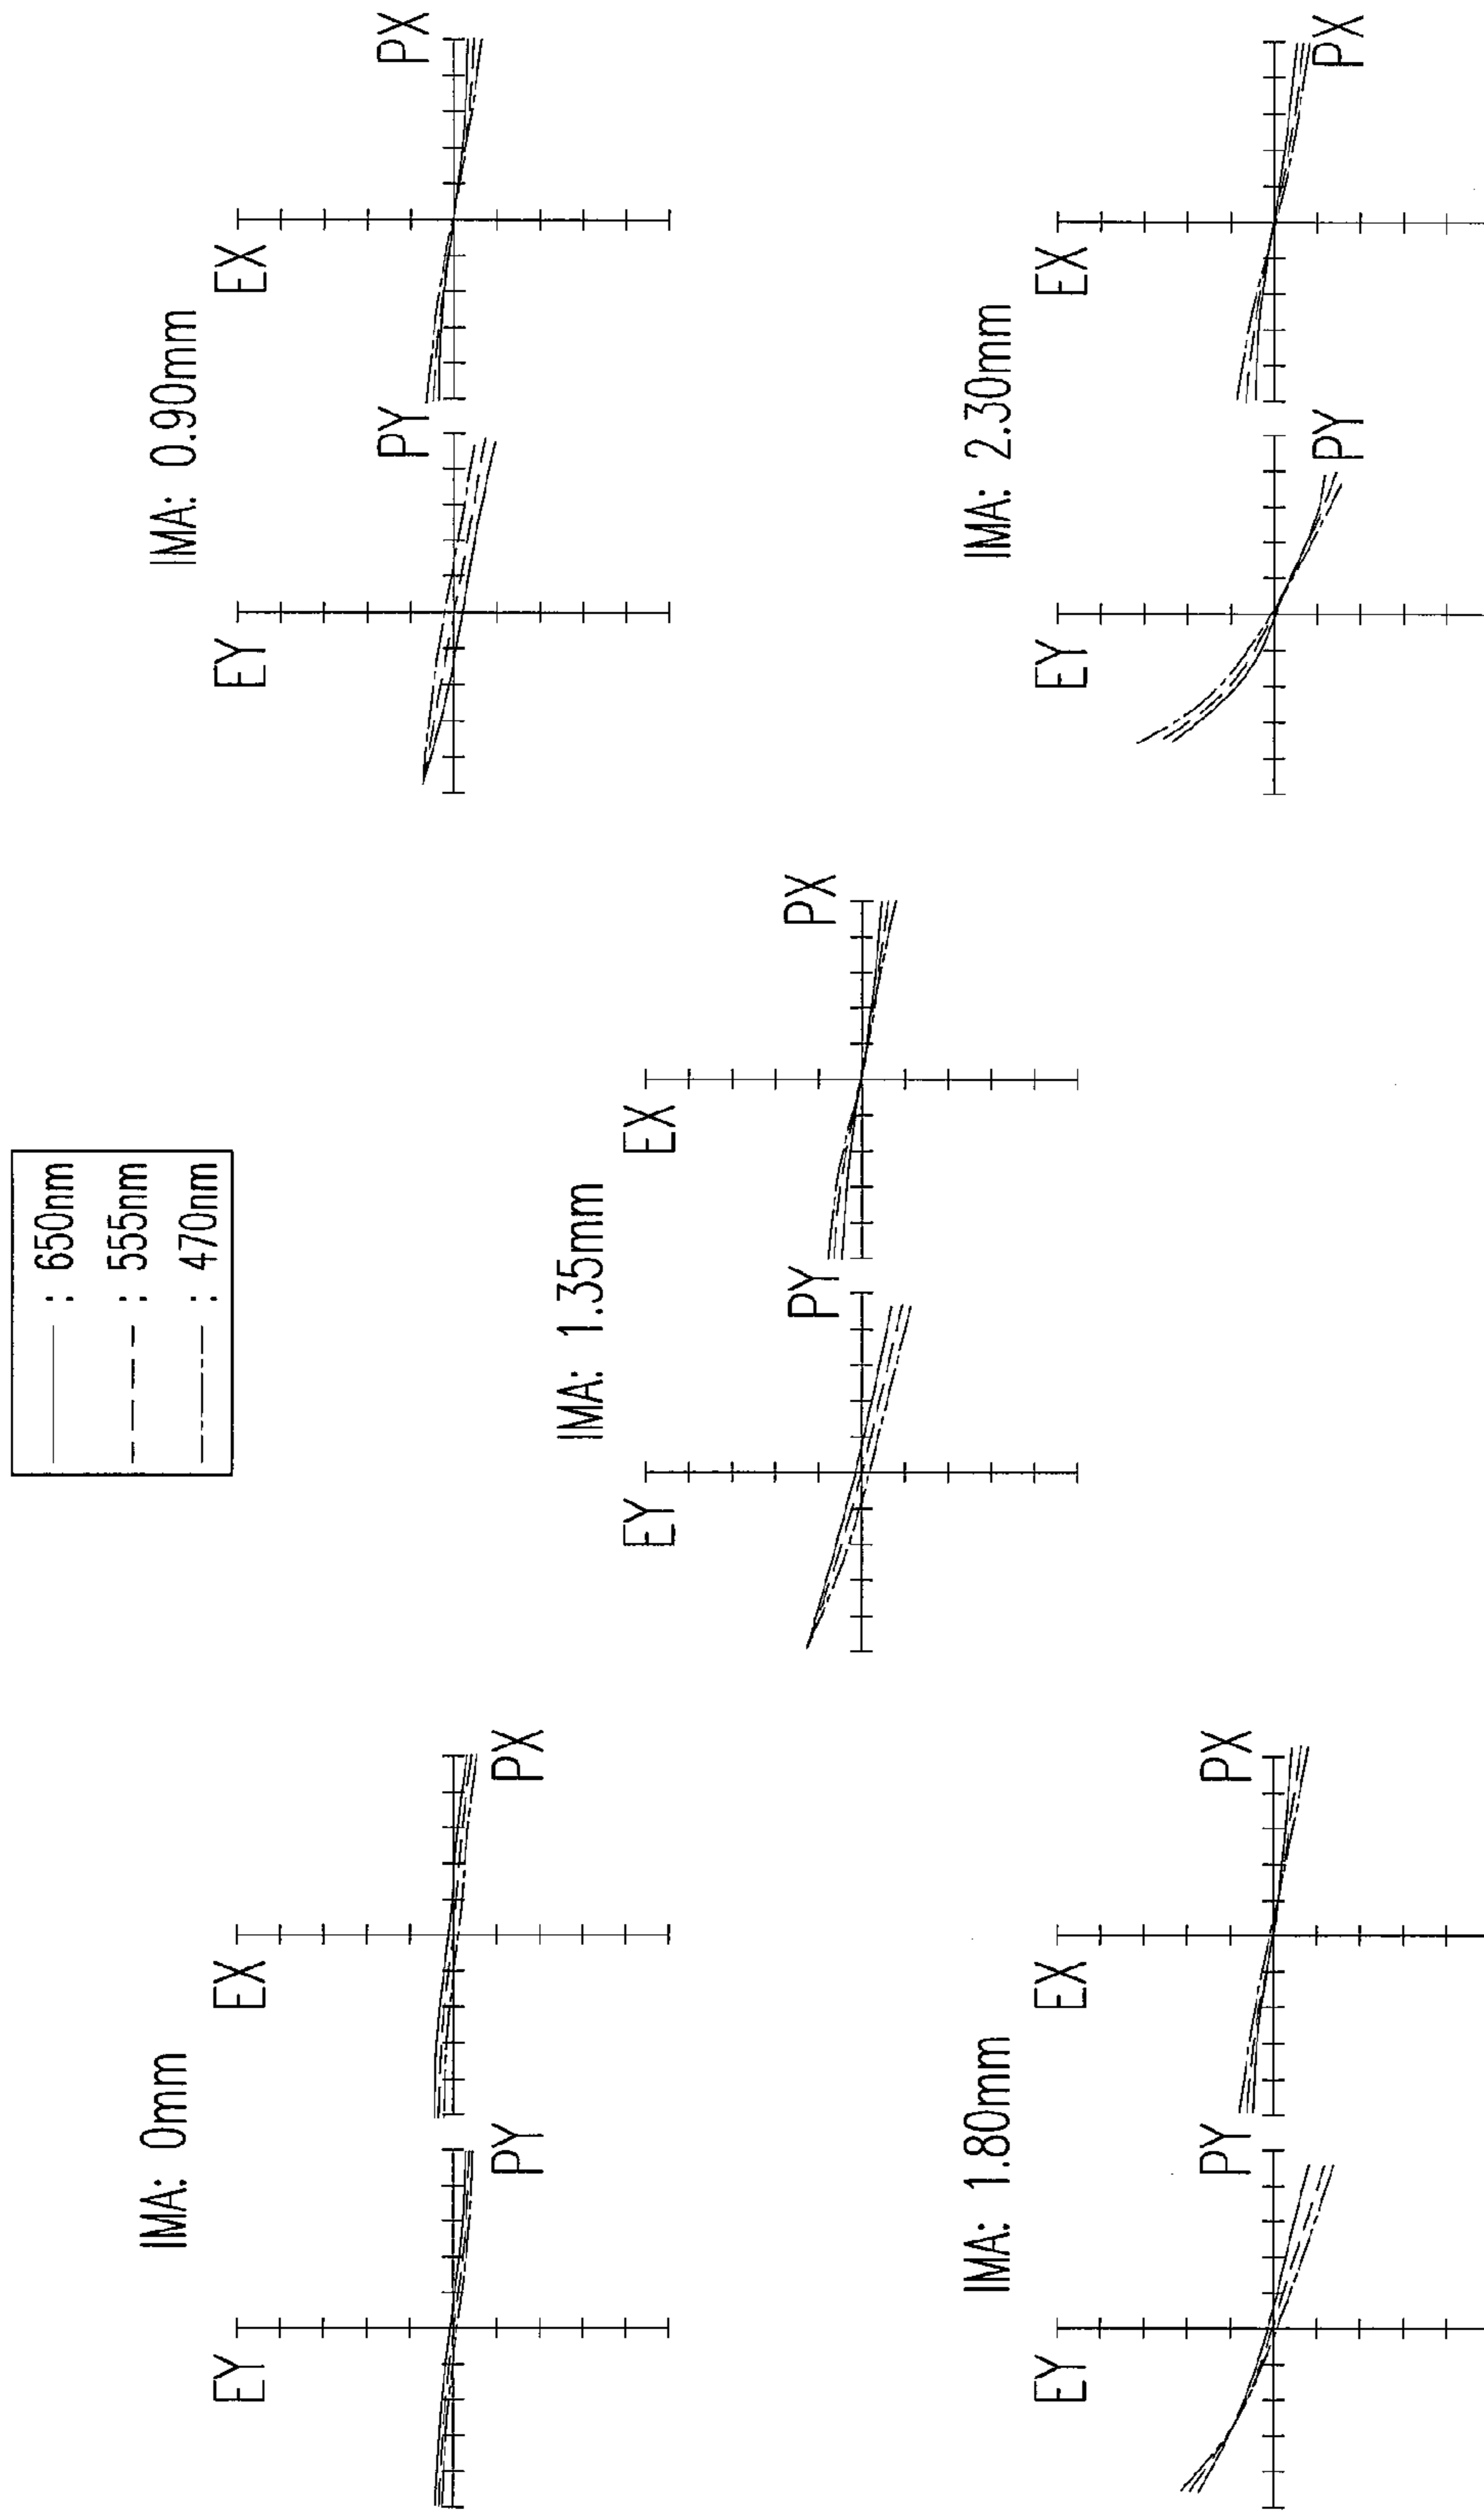 : 650nm
: 555nm
: 470nm
IMA: 0mm
EY
PY
EX
PX
IMA: 0.90mm
EY
PY
EX
PX
IMA: 1.35mm
EY
PY
EX
PX
IMA: 1.80mm
EY
PY
EX
PX
IMA: 2.30mm
EY
PY
EX
PX